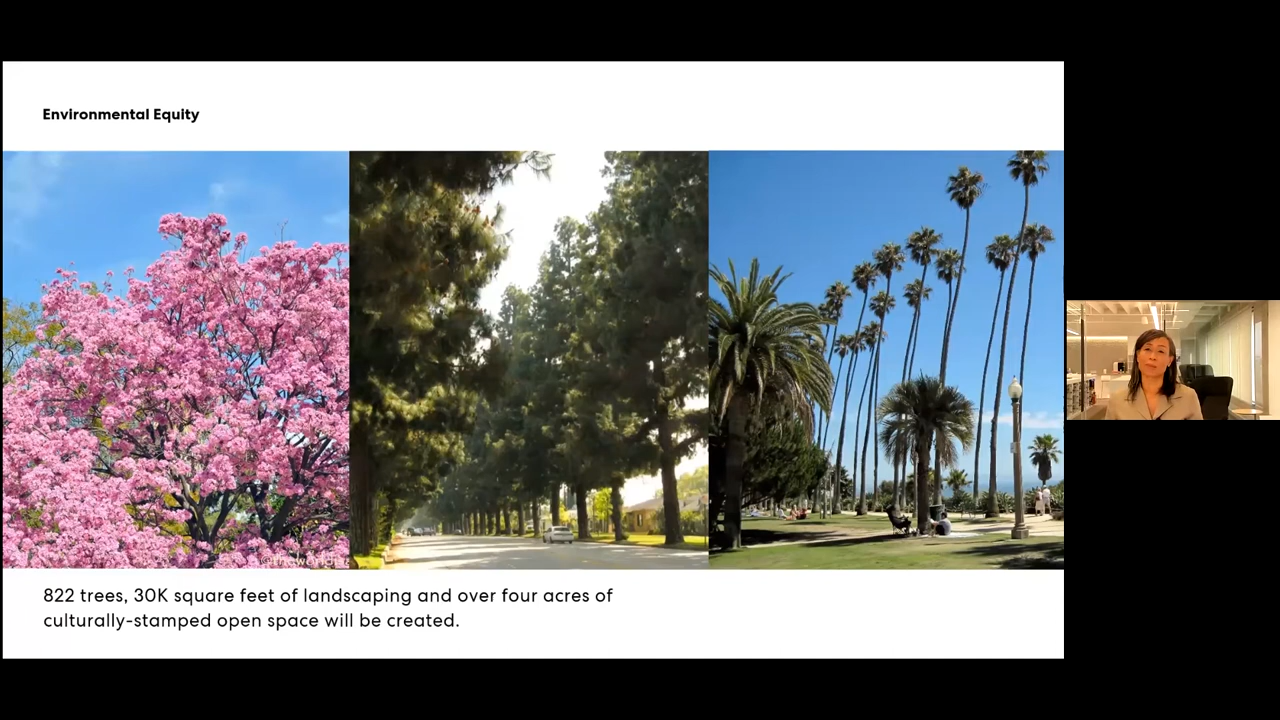 Environmental Equity
822 trees, 30K square feet of landscaping and over four acres of
culturally-stamped open space will be created.